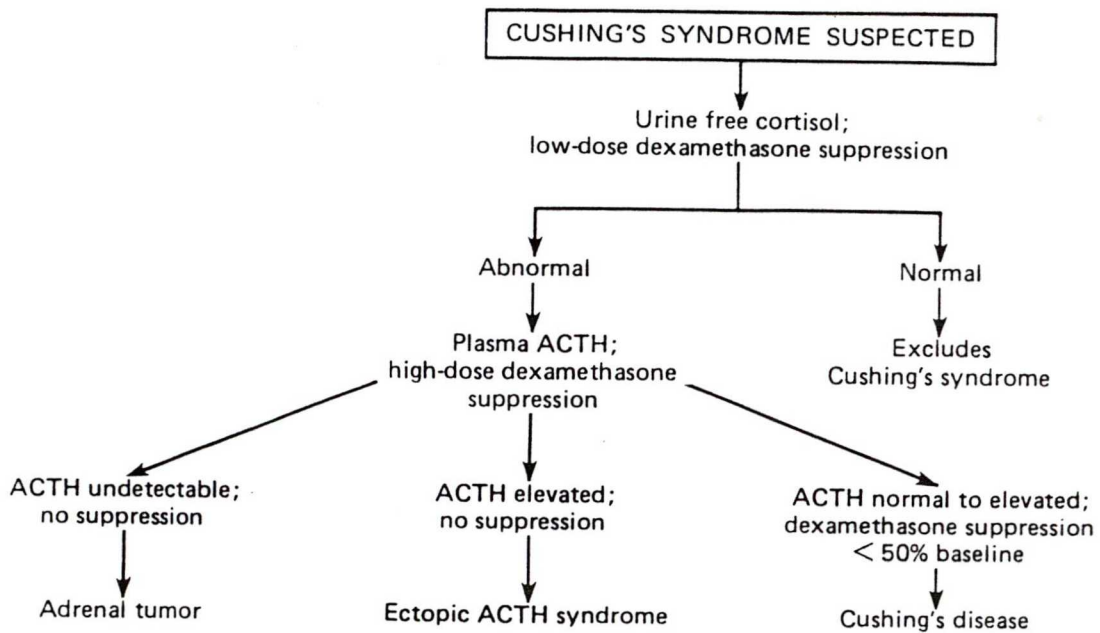 CUSHING'S SYNDROME SUSPECTED
Urine free cortisol;
low-dose dexamethasone suppression
Abnormal
Normal
Plasma ACTH;
high-dose dexamethasone
suppression
Excludes
Cushing's syndrome
ACTH undetectable;
no suppression
ACTH elevated;
no suppression
ACTH normal to elevated;
dexamethasone suppression
< 50% baseline
Adrenal tumor
Ectopic ACTH syndrome
Cushing's disease